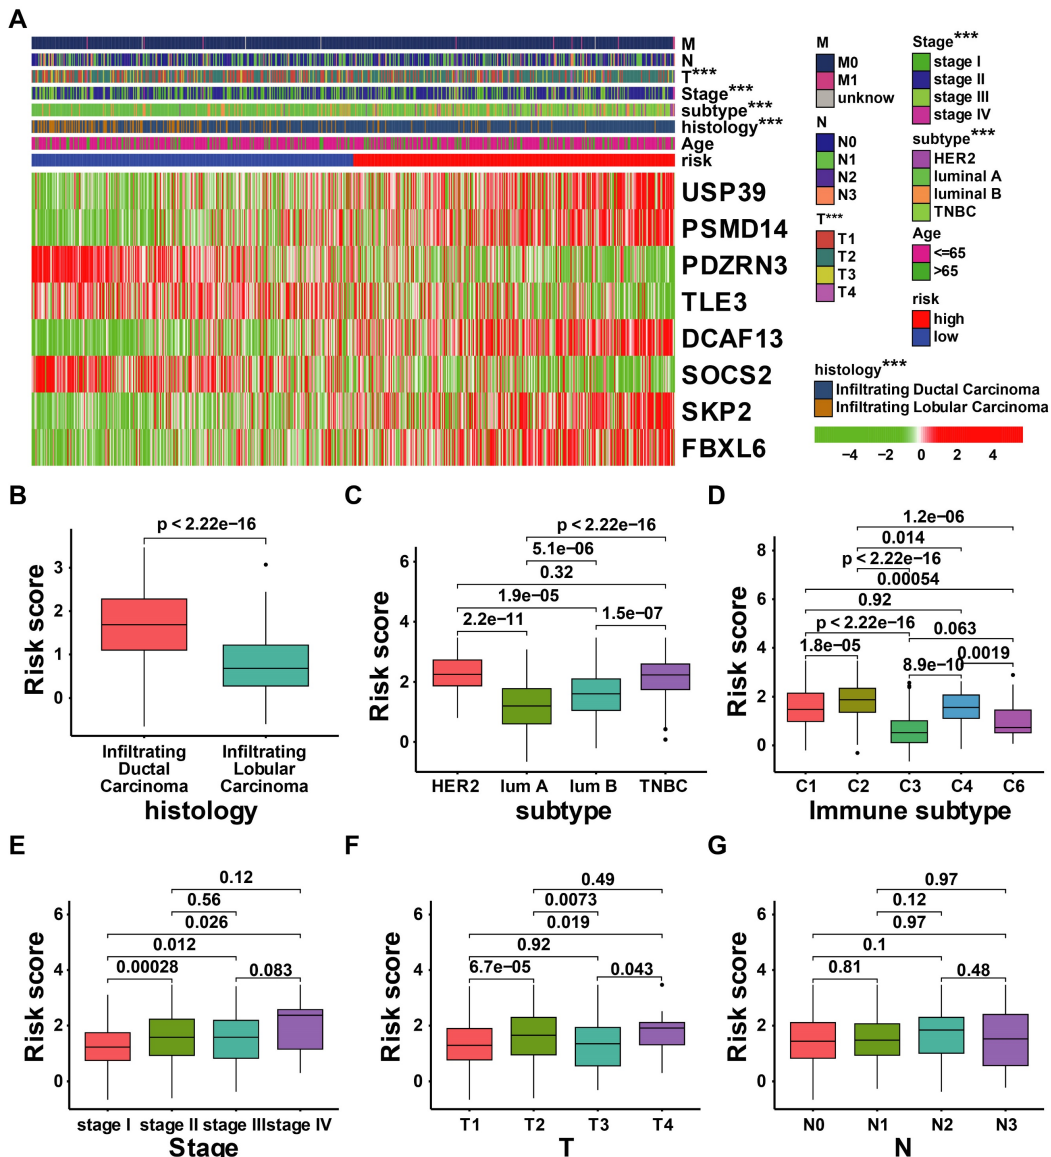 A
M
N
T***
Stage***
subtype***
histology***
Age
risk
USP39
PSMD14
PDZRN3
TLE3
DCAF13
SOCS2
SKP2
FBXL6
M
M0
M1
unknow
N
N0
N1
N2
N3
T***
T1
T2
T3
T4
Stage***
stage I
stage II
stage III
stage IV
subtype***
HER2
luminal A
luminal B
TNBC
Age
<=65
>65
risk
high
low
histology***
Infiltrating Ductal Carcinoma
Infiltrating Lobular Carcinoma
−4 −2 0 2 4
B
p < 2.22e−16
Risk score
3
2
1
0
Infiltrating Ductal Carcinoma
Infiltrating Lobular Carcinoma
histology
C
p < 2.22e−16
5.1e−06
0.32
1.9e−05
2.2e−11
1.5e−07
Risk score
6
4
2
0
HER2 lum A lum B TNBC
subtype
D
1.2e−06
0.014
p < 2.22e−16
0.00054
0.92
p < 2.22e−16
0.063
1.8e−05
0.0019
8.9e−10
Risk score
8
6
4
2
0
C1 C2 C3 C4 C6
Immune subtype
E
0.12
0.56
0.026
0.012
0.00028
0.083
Risk score
6
4
2
0
stage I stage II stage III stage IV
Stage
F
0.49
0.0073
0.019
0.92
6.7e−05
0.043
Risk score
6
4
2
0
T1 T2 T3 T4
T
G
0.97
0.12
0.97
0.1
0.81
0.48
Risk score
6
4
2
0
N0 N1 N2 N3
N